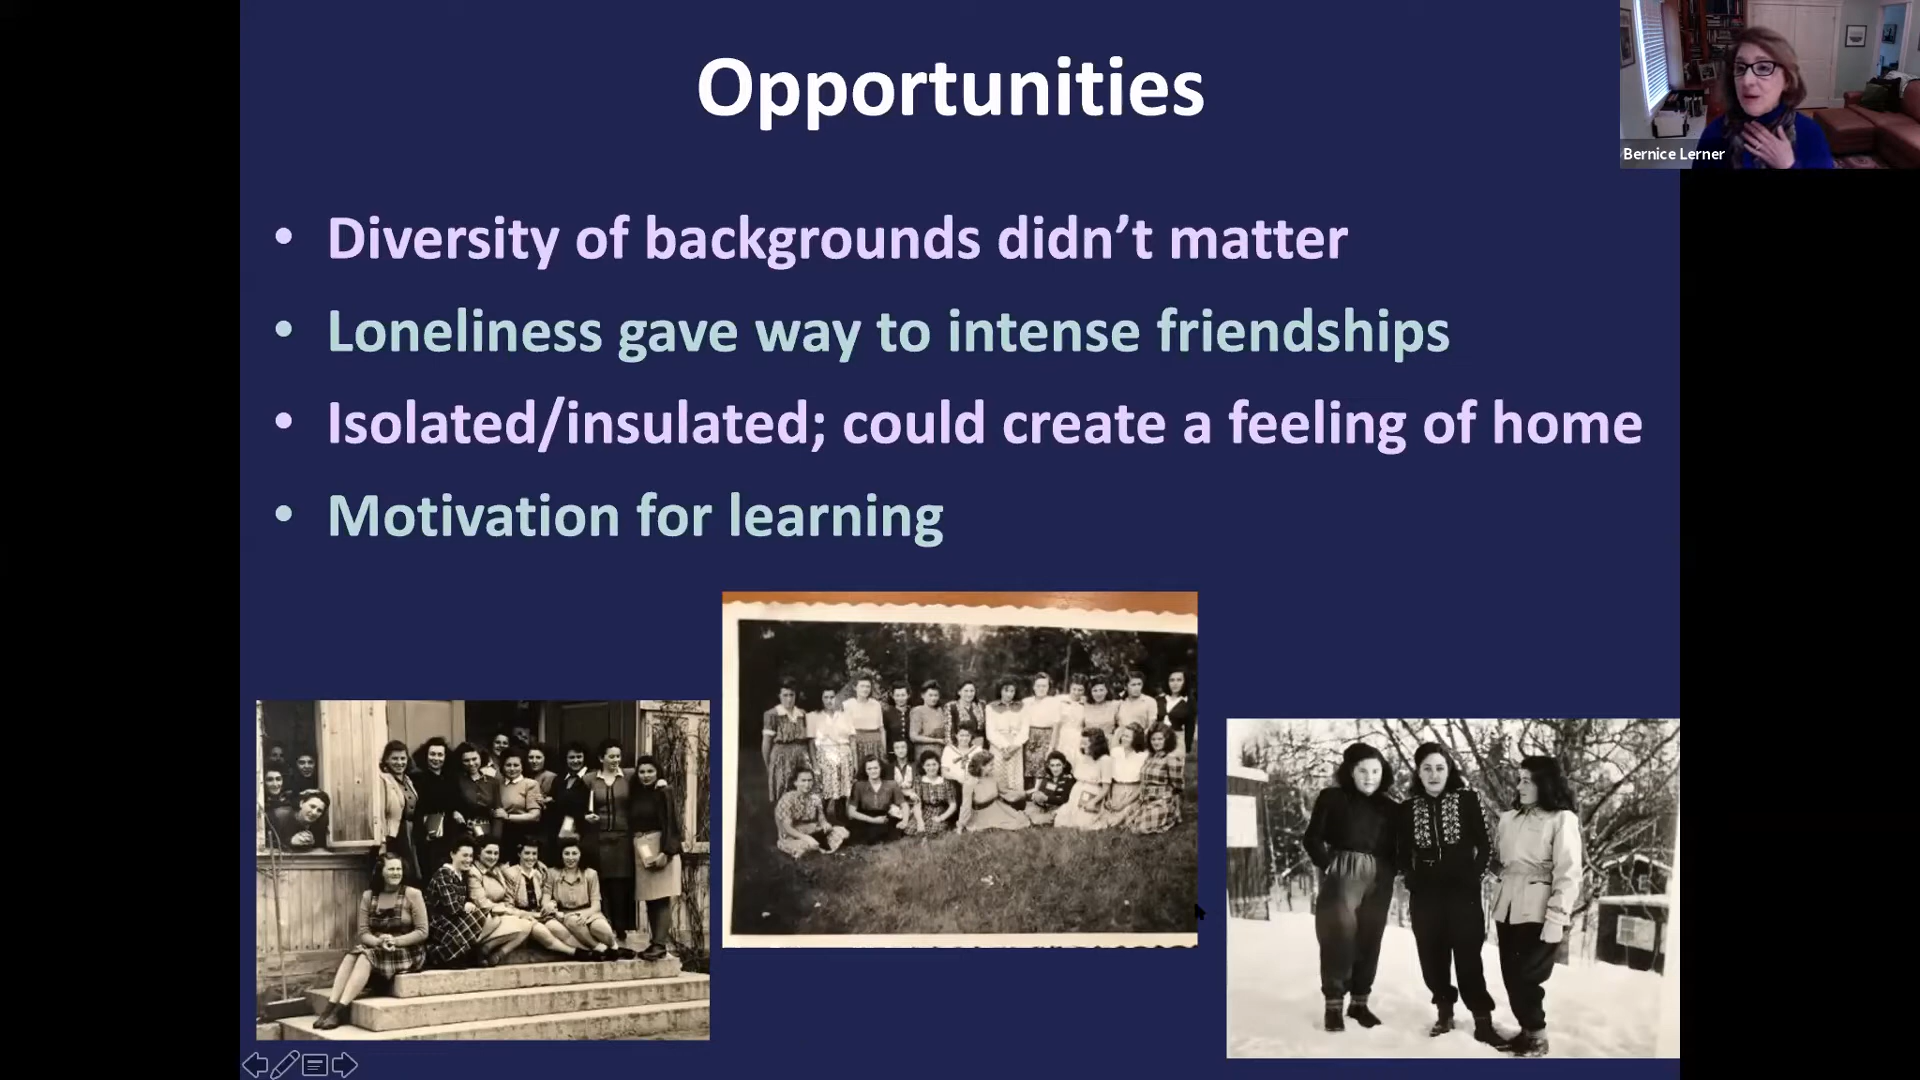 Opportunities
Bernice Lerner
• Diversity of backgrounds didn’t matter
• Loneliness gave way to intense friendships
• Isolated/insulated; could create a feeling of home
• Motivation for learning